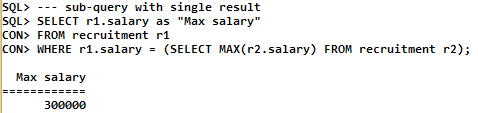 SQL> --- sub-query with single result
SQL> SELECT r1.salary as "Max salary"
CON> FROM recruitment r1
CON> WHERE r1.salary = (SELECT MAX(r2.salary) FROM recruitment r2);
Max salary
============
300000